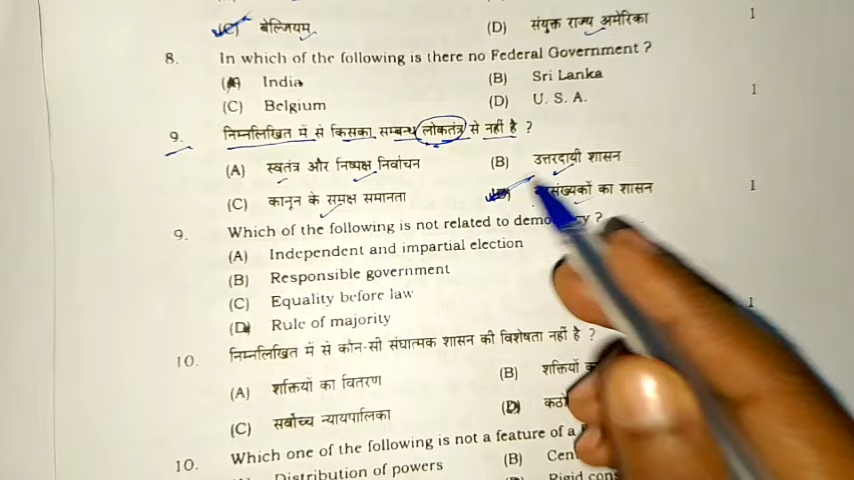 (C) बेल्जियम (D) संयुक्त राज्य अमेरिका 1
8. In which of the following is there no Federal Government ?
(A) India (B) Sri Lanka
(C) Belgium (D) U. S. A. 1
9. निम्नलिखित में से किसका सम्बन्ध लोकतंत्र से नहीं है ?
(A) स्वतंत्र और निष्पक्ष निर्वाचन (B) उत्तरदायी शासन
(C) कानून के समक्ष समानता का शासन 1
9. Which of the following is not related to ?
(A) Independent and impartial election
(B) Responsible government
(C) Equality before law
(D) Rule of majority 1
10. निम्नलिखित में से कौन-सी संघात्मक शासन की विशेषता नहीं है ?
(A) शक्तियों का वितरण (B) शक्तियों
(C) सर्वोच्च न्यायपालिका (D)
10. Which one of the following is not a feature of a
Distribution of powers (B)
Rigid